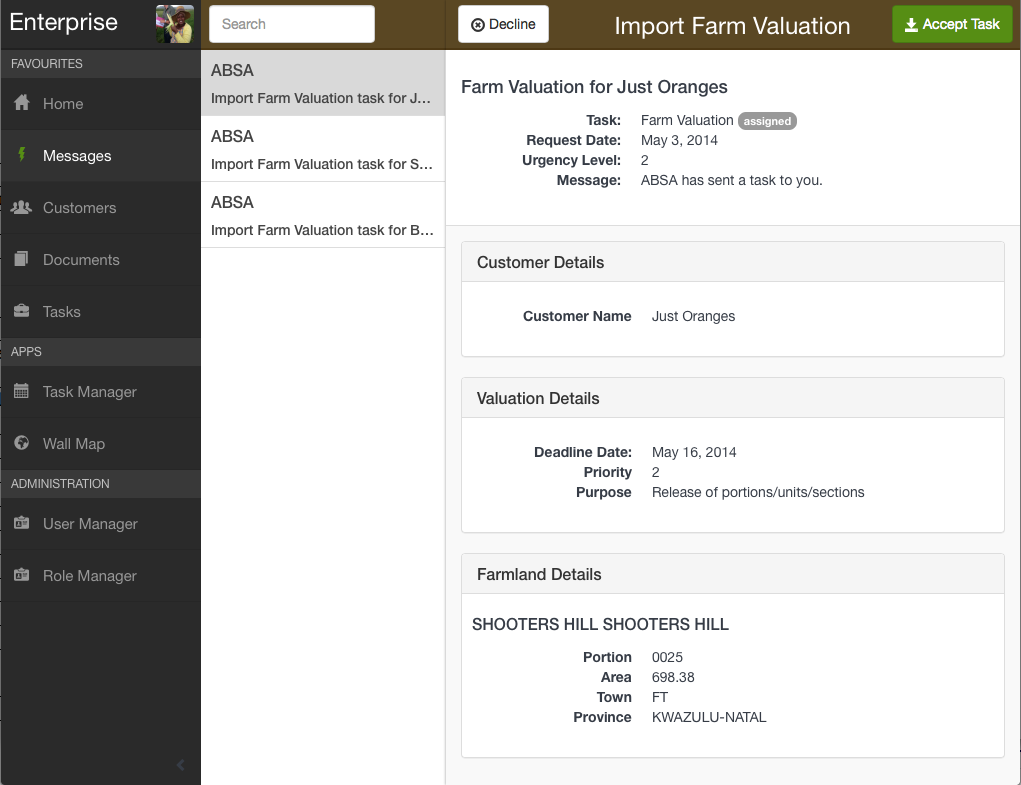 Enterprise
FAVOURITES
Home
Messages
Customers
Documents
Tasks
APPS
Task Manager
Wall Map
ADMINISTRATION
User Manager
Role Manager
Search
ABSA
Import Farm Valuation task for J...
ABSA
Import Farm Valuation task for S...
ABSA
Import Farm Valuation task for B...
Decline
Import Farm Valuation
Accept Task
Farm Valuation for Just Oranges
Task: Farm Valuation assigned
Request Date: May 3, 2014
Urgency Level: 2
Message: ABSA has sent a task to you.
Customer Details
Customer Name Just Oranges
Valuation Details
Deadline Date: May 16, 2014
Priority 2
Purpose Release of portions/units/sections
Farmland Details
SHOOTERS HILL SHOOTERS HILL
Portion 0025
Area 698.38
Town FT
Province KWAZULU-NATAL